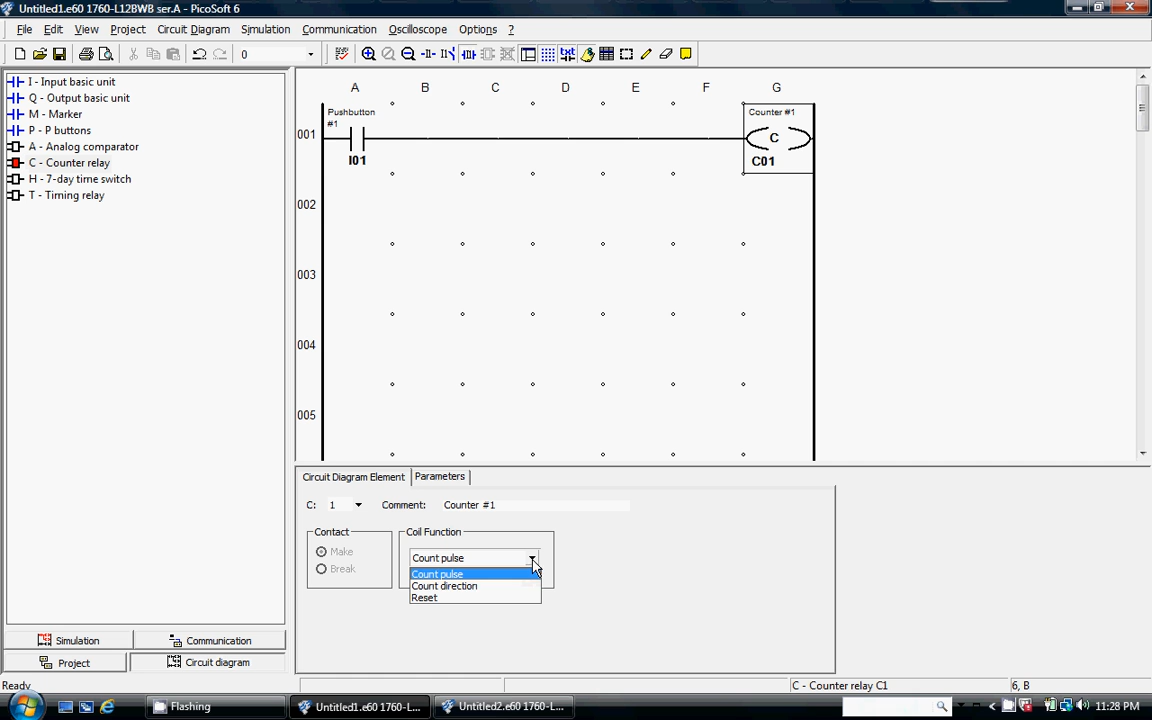 Untitled1.e60 1760-L12BWB ser.A - PicoSoft 6
File Edit View Project Circuit Diagram Simulation Communication Oscilloscope Options ?
0
I - Input basic unit
Q - Output basic unit
M - Marker
P - P buttons
A - Analog comparator
C - Counter relay
H - 7-day time switch
T - Timing relay
A B C D E F G
Pushbutton
#1
Counter #1
001
C
I01
C01
002
003
004
005
Circuit Diagram Element Parameters
C: 1 Comment: Counter #1
Contact
Coil Function
Make
Break
Count pulse
Count pulse
Count direction
Reset
Simulation Communication
Project Circuit diagram
Ready
C - Counter relay C1
6, B
Flashing
Untitled1.e60 1760-L...
Untitled2.e60 1760-L...
11:28 PM